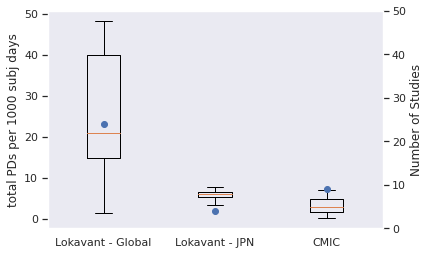 total PDs per 1000 subj days
50
40
30
20
10
0
Lokavant - Global
Lokavant - JPN
CMIC
50
40
30
20
10
0
Number of Studies